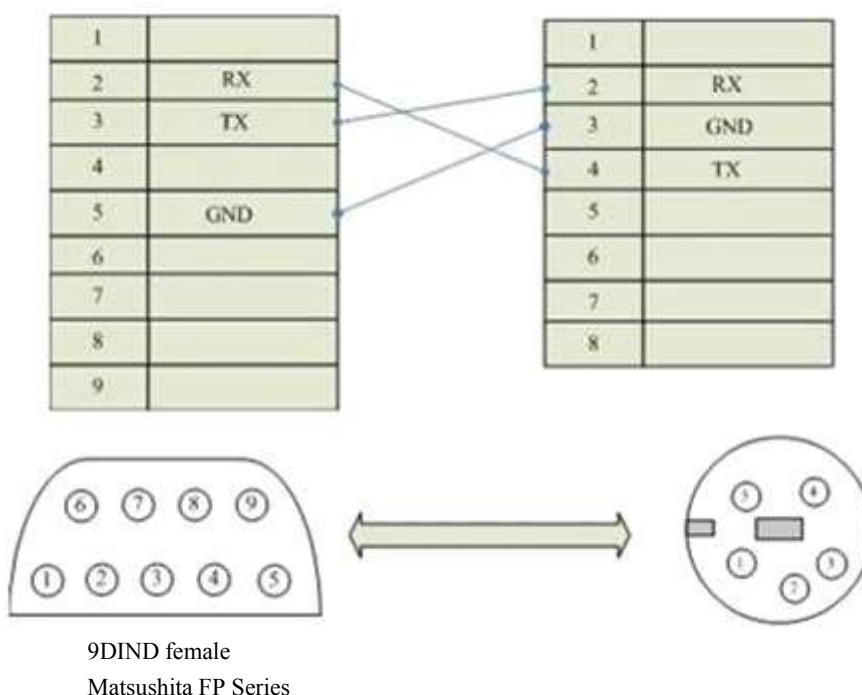 1
2 RX
3 TX
4
5 GND
6
7
8
9
1
2 RX
3 GND
4 TX
5
6
7
8
6 7 8 9
1 2 3 4 5
5 4
1 3
2
9DIND female
Matsushita FP Series